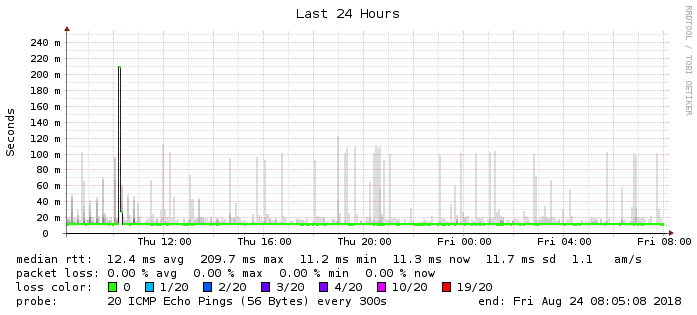 Last 24 Hours
RRDTOOL / TOBI OETIKER
Seconds
240 m
220 m
200 m
180 m
160 m
140 m
120 m
100 m
80 m
60 m
40 m
20 m
0
Thu 12:00 Thu 16:00 Thu 20:00 Fri 00:00 Fri 04:00 Fri 08:00
median rtt: 12.4 ms avg 209.7 ms max 11.2 ms min 11.3 ms now 11.7 ms sd 1.1 am/s
packet loss: 0.00 % avg 0.00 % max 0.00 % min 0.00 % now
loss color: 0 1/20 2/20 3/20 4/20 10/20 19/20
probe: 20 ICMP Echo Pings (56 Bytes) every 300s end: Fri Aug 24 08:05:08 2018